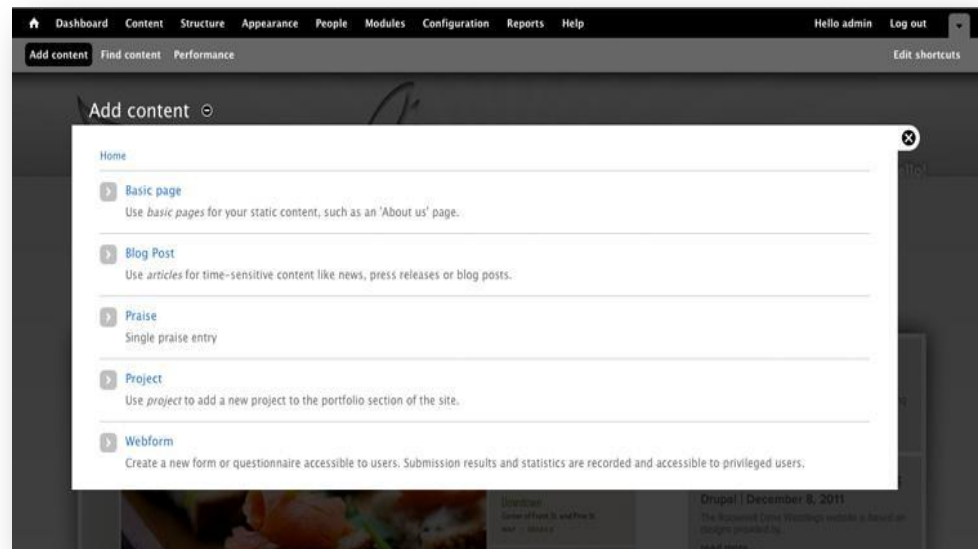 Dashboard Content Structure Appearance People Modules Configuration Reports Help Hello admin Log out
Add content Find content Performance Edit shortcuts
Add content
Home
Basic page
Use basic pages for your static content, such as an 'About us' page.
Blog Post
Use articles for time-sensitive content like news, press releases or blog posts.
Praise
Single praise entry
Project
Use project to add a new project to the portfolio section of the site.
Webform
Create a new form or questionnaire accessible to users. Submission results and statistics are recorded and accessible to privileged users.
Downtown
Drupal | December 8, 2011